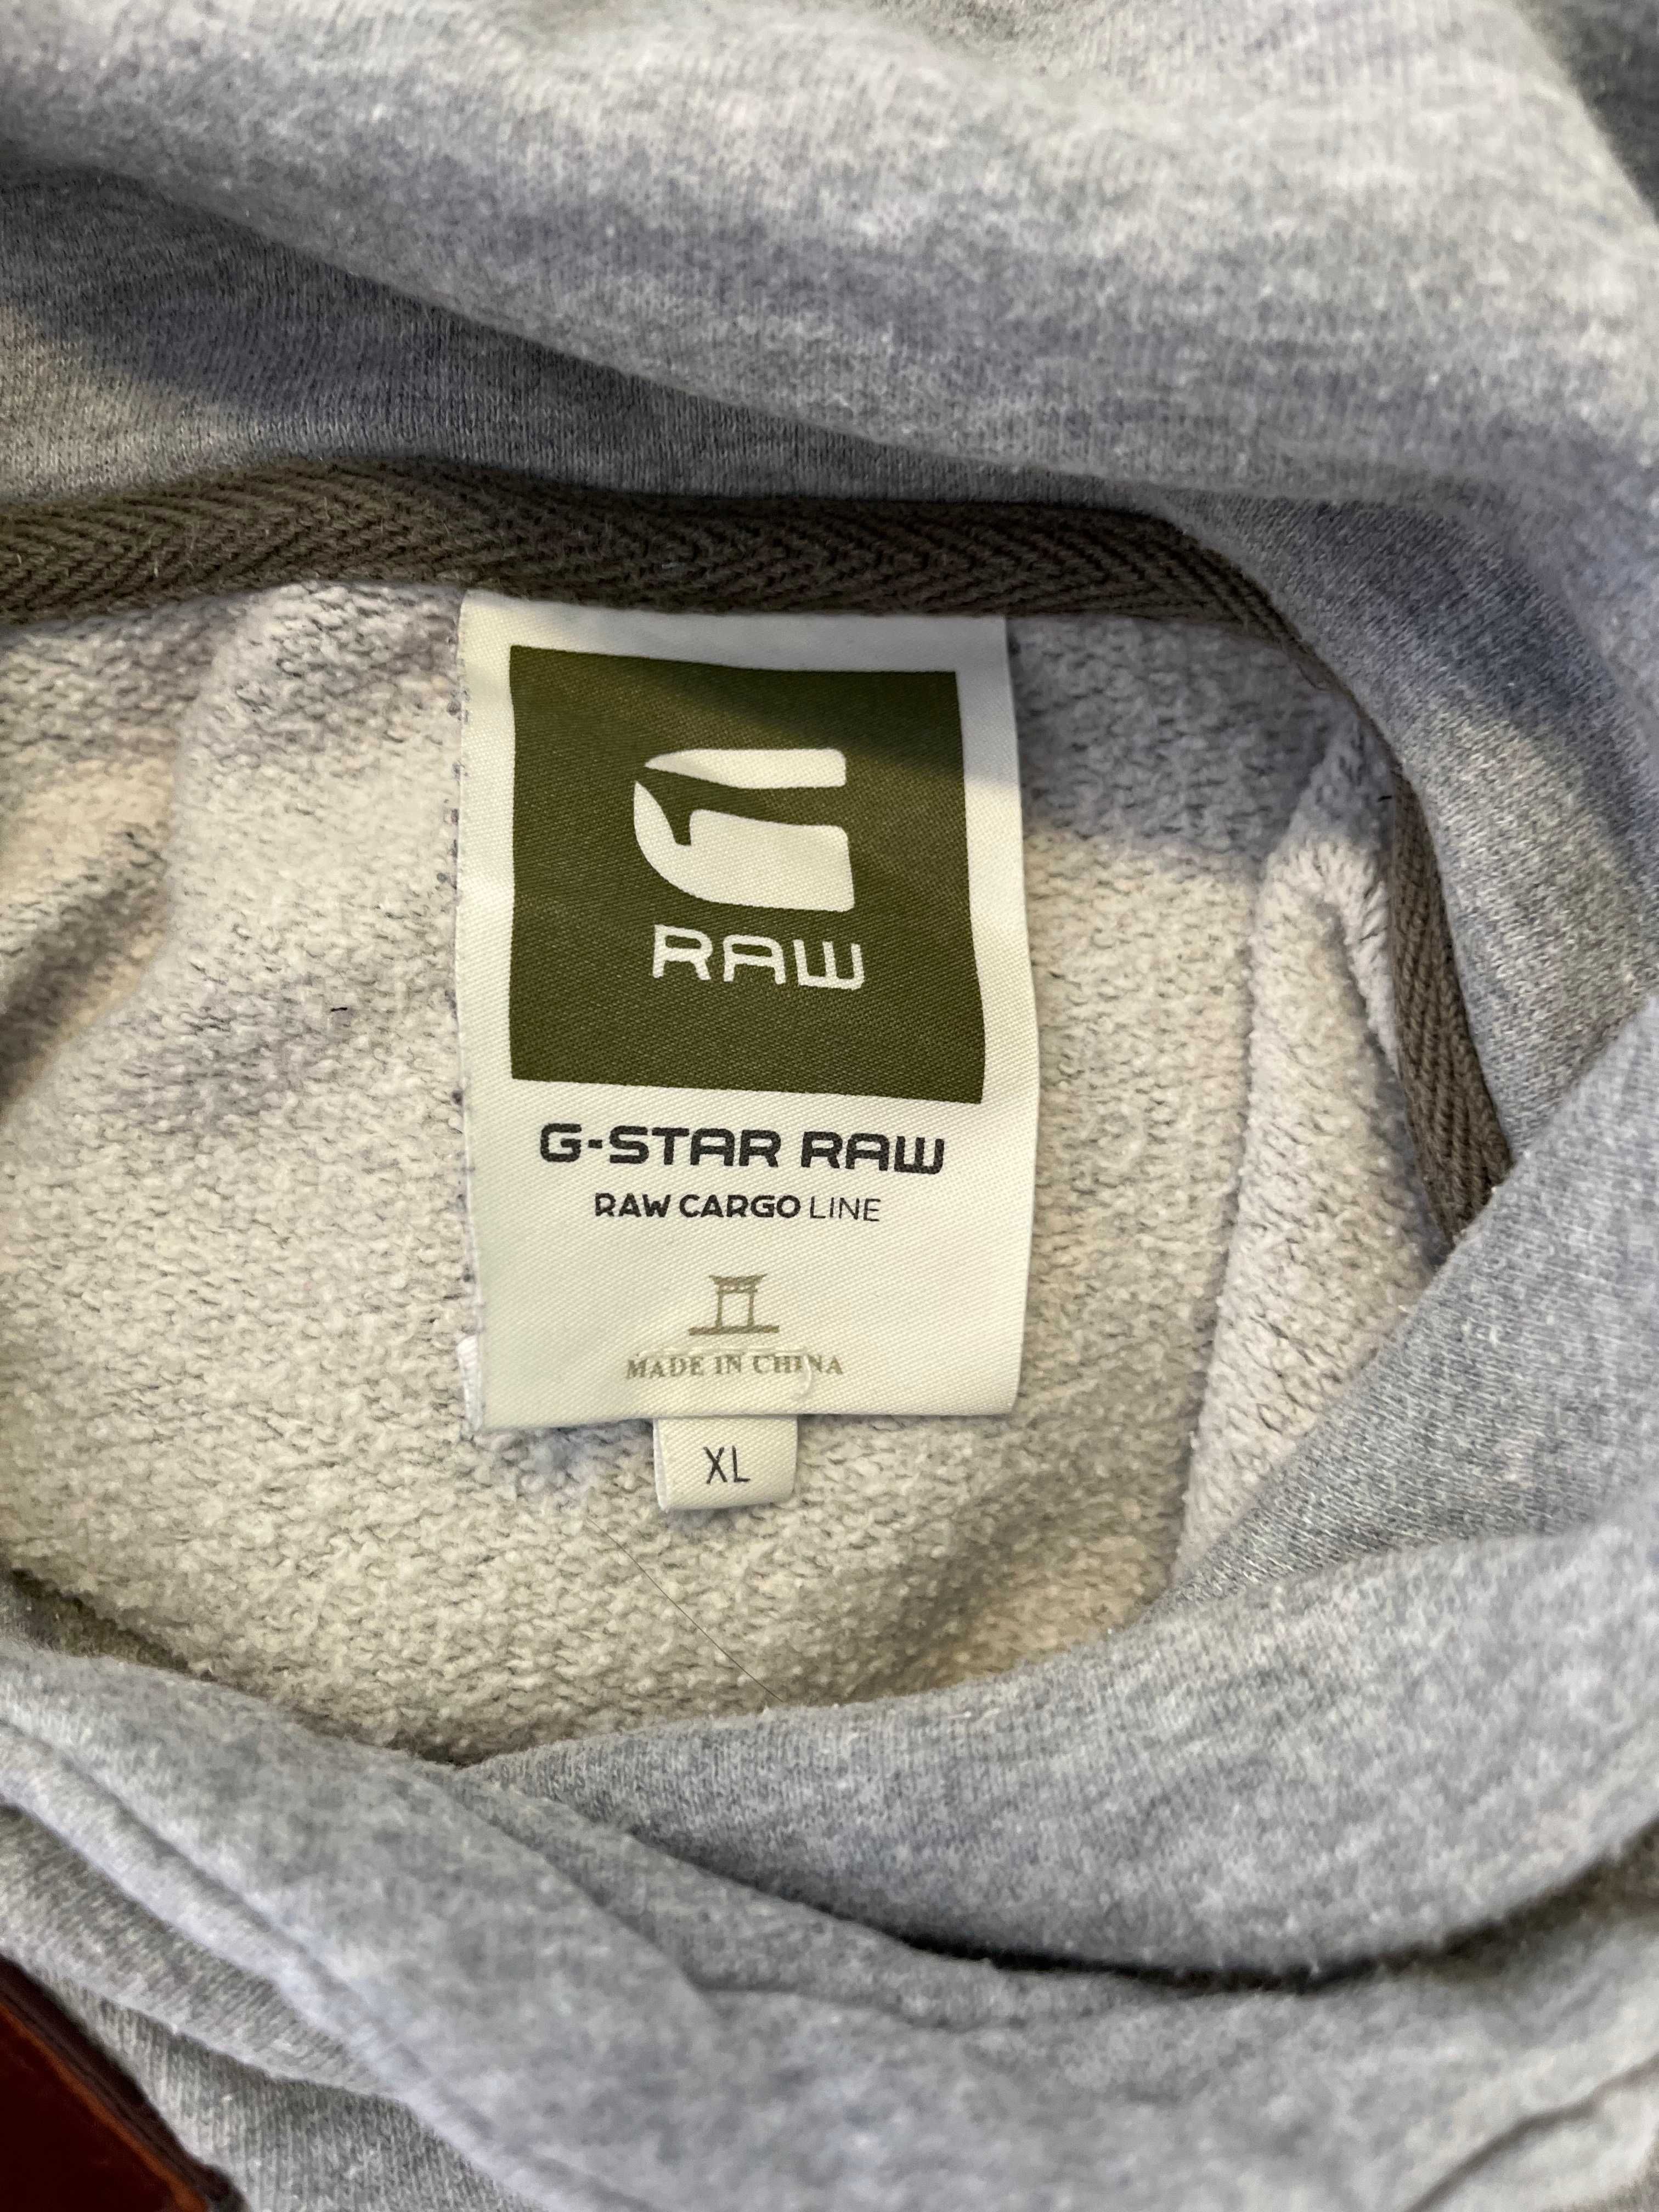 RAW
G-STAR RAW
RAW CARGO LINE
MADE IN CHINA
XL